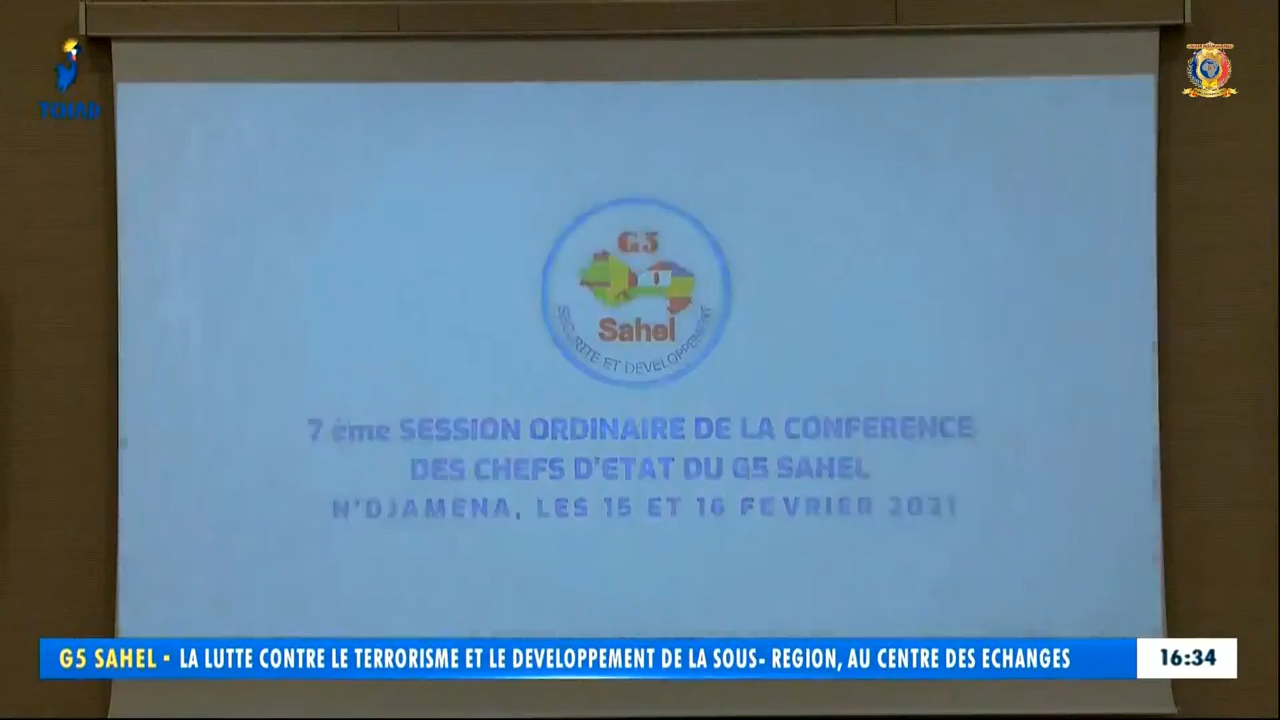 TCHAD
G5
Sahel
SECURITE ET DEVELOPPEMENT
7 ème SESSION ORDINAIRE DE LA CONFERENCE
DES CHEFS D'ETAT DU G5 SAHEL
N'DJAMENA, LES 15 ET 16 FEVRIER 2021
G5 SAHEL - LA LUTTE CONTRE LE TERRORISME ET LE DEVELOPPEMENT DE LA SOUS- REGION, AU CENTRE DES ECHANGES
16:34